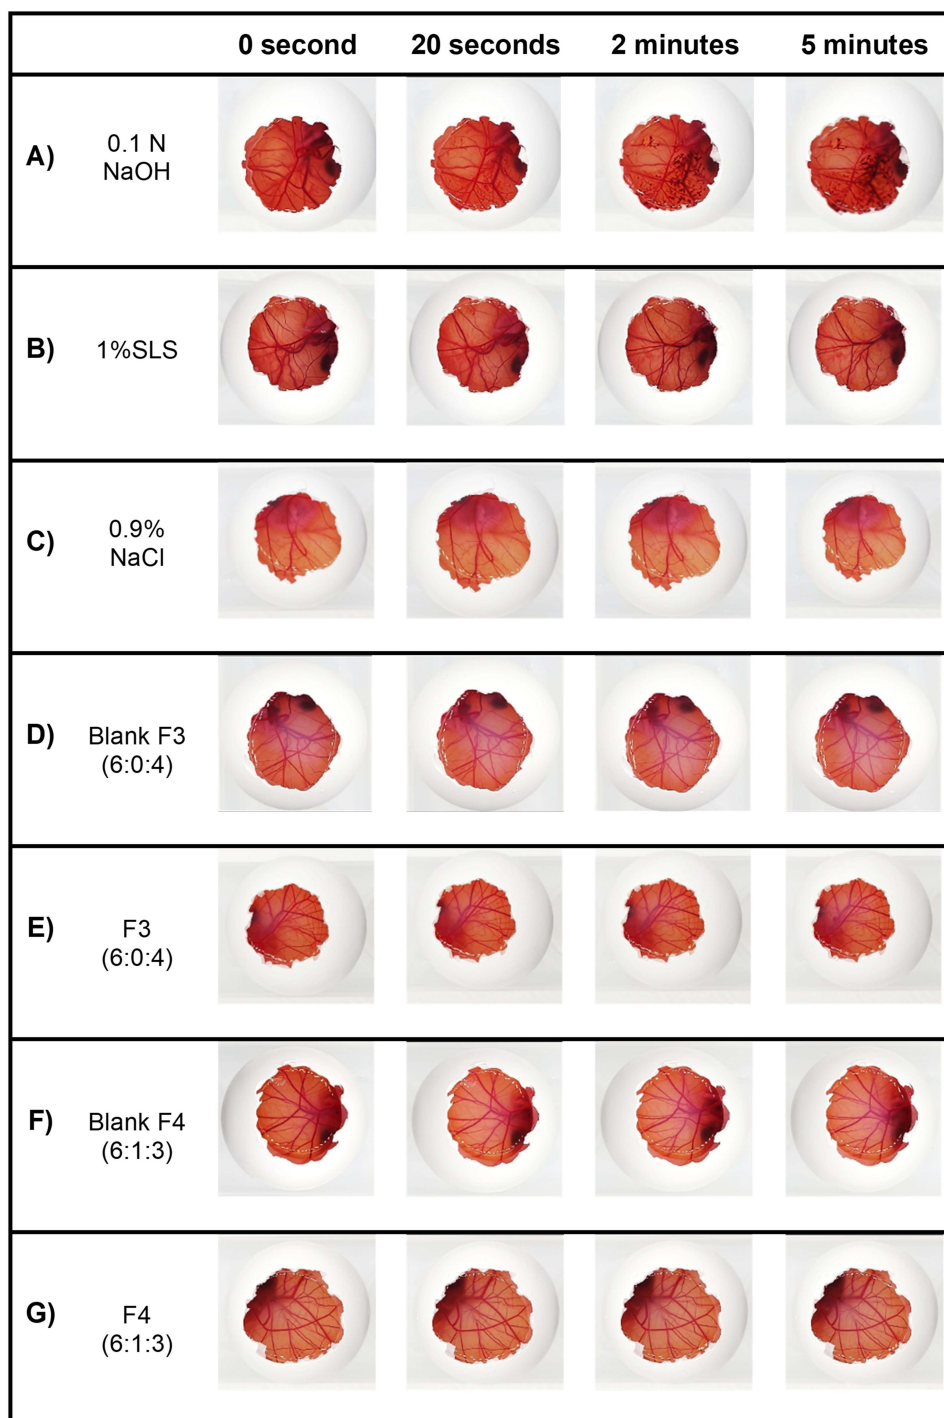 0 second 20 seconds 2 minutes 5 minutes
A) 0.1 N
NaOH
B) 1%SLS
C) 0.9%
NaCl
D) Blank F3
(6:0:4)
E) F3
(6:0:4)
F) Blank F4
(6:1:3)
G) F4
(6:1:3)